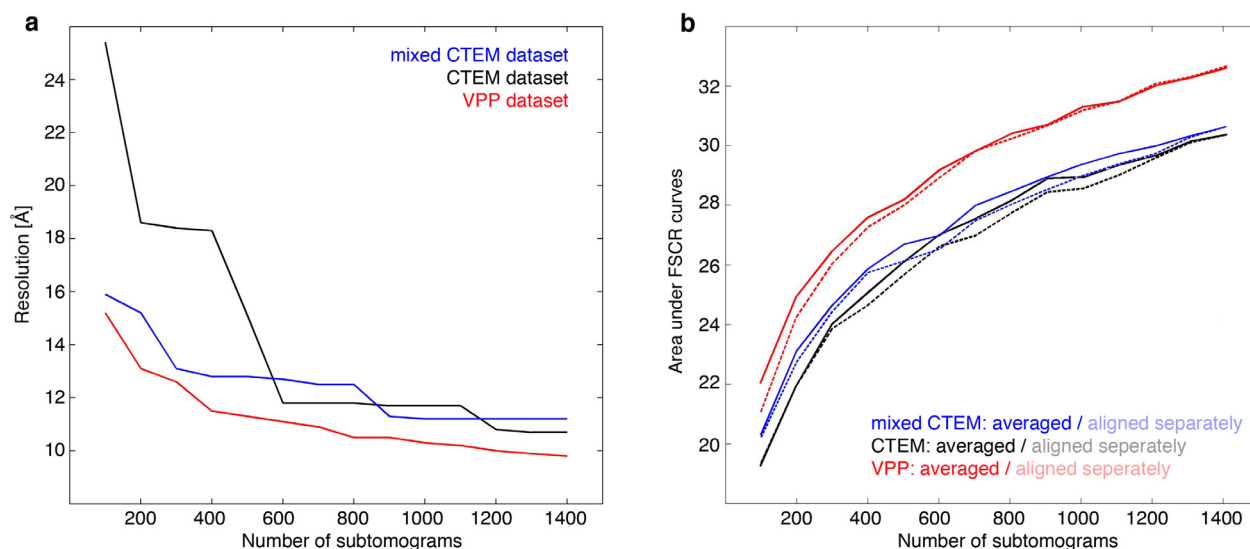 a
24
22
20
18
16
14
12
10
Resolution [Å]
mixed CTEM dataset
CTEM dataset
VPP dataset
200 400 600 800 1000 1200 1400
Number of subtomograms
b
32
30
28
26
24
22
20
Area under FSCR curves
mixed CTEM: averaged / aligned separately
CTEM: averaged / aligned seperately
VPP: averaged / aligned seperately
200 400 600 800 1000 1200 1400
Number of subtomograms